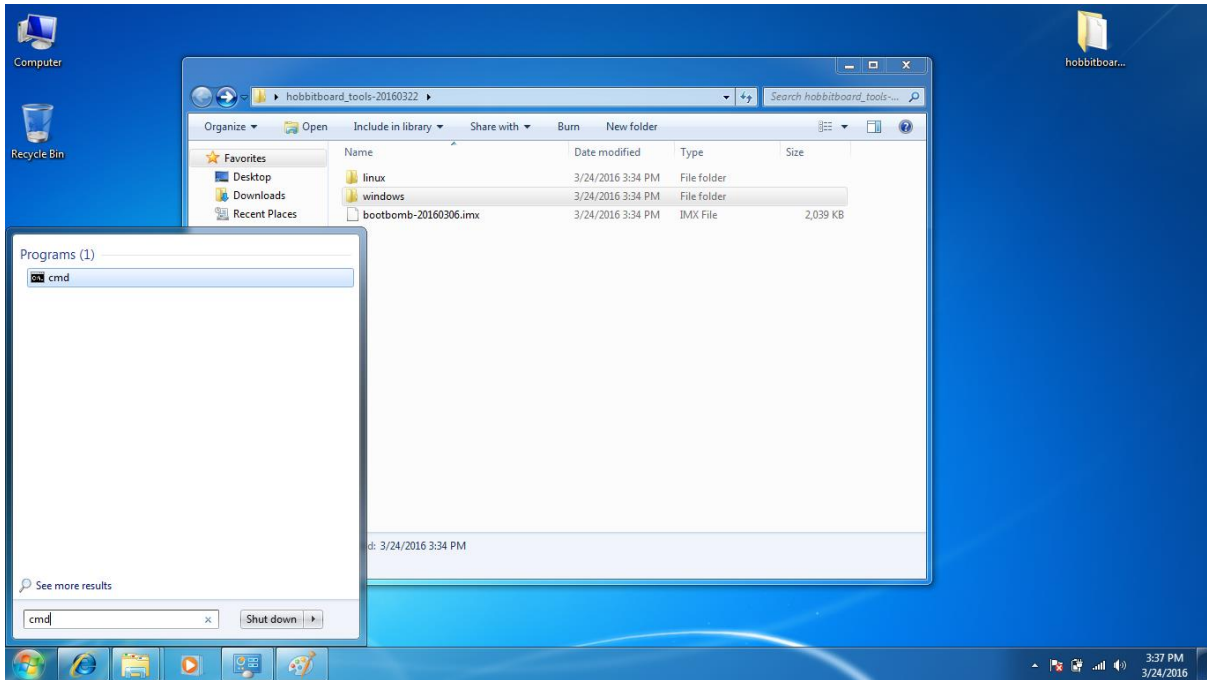 Computer
hobbitboar...
Recycle Bin
hobbitboard_tools-20160322
Search hobbitboard_tools-...
Organize Open Include in library Share with Burn New folder
Favorites
Desktop
Downloads
Recent Places
Name Date modified Type Size
linux 3/24/2016 3:34 PM File folder
windows 3/24/2016 3:34 PM File folder
bootbomb-20160306.imx 3/24/2016 3:34 PM IMX File 2,039 KB
Programs (1)
cmd
d: 3/24/2016 3:34 PM
See more results
cmd
Shut down
3:37 PM
3/24/2016